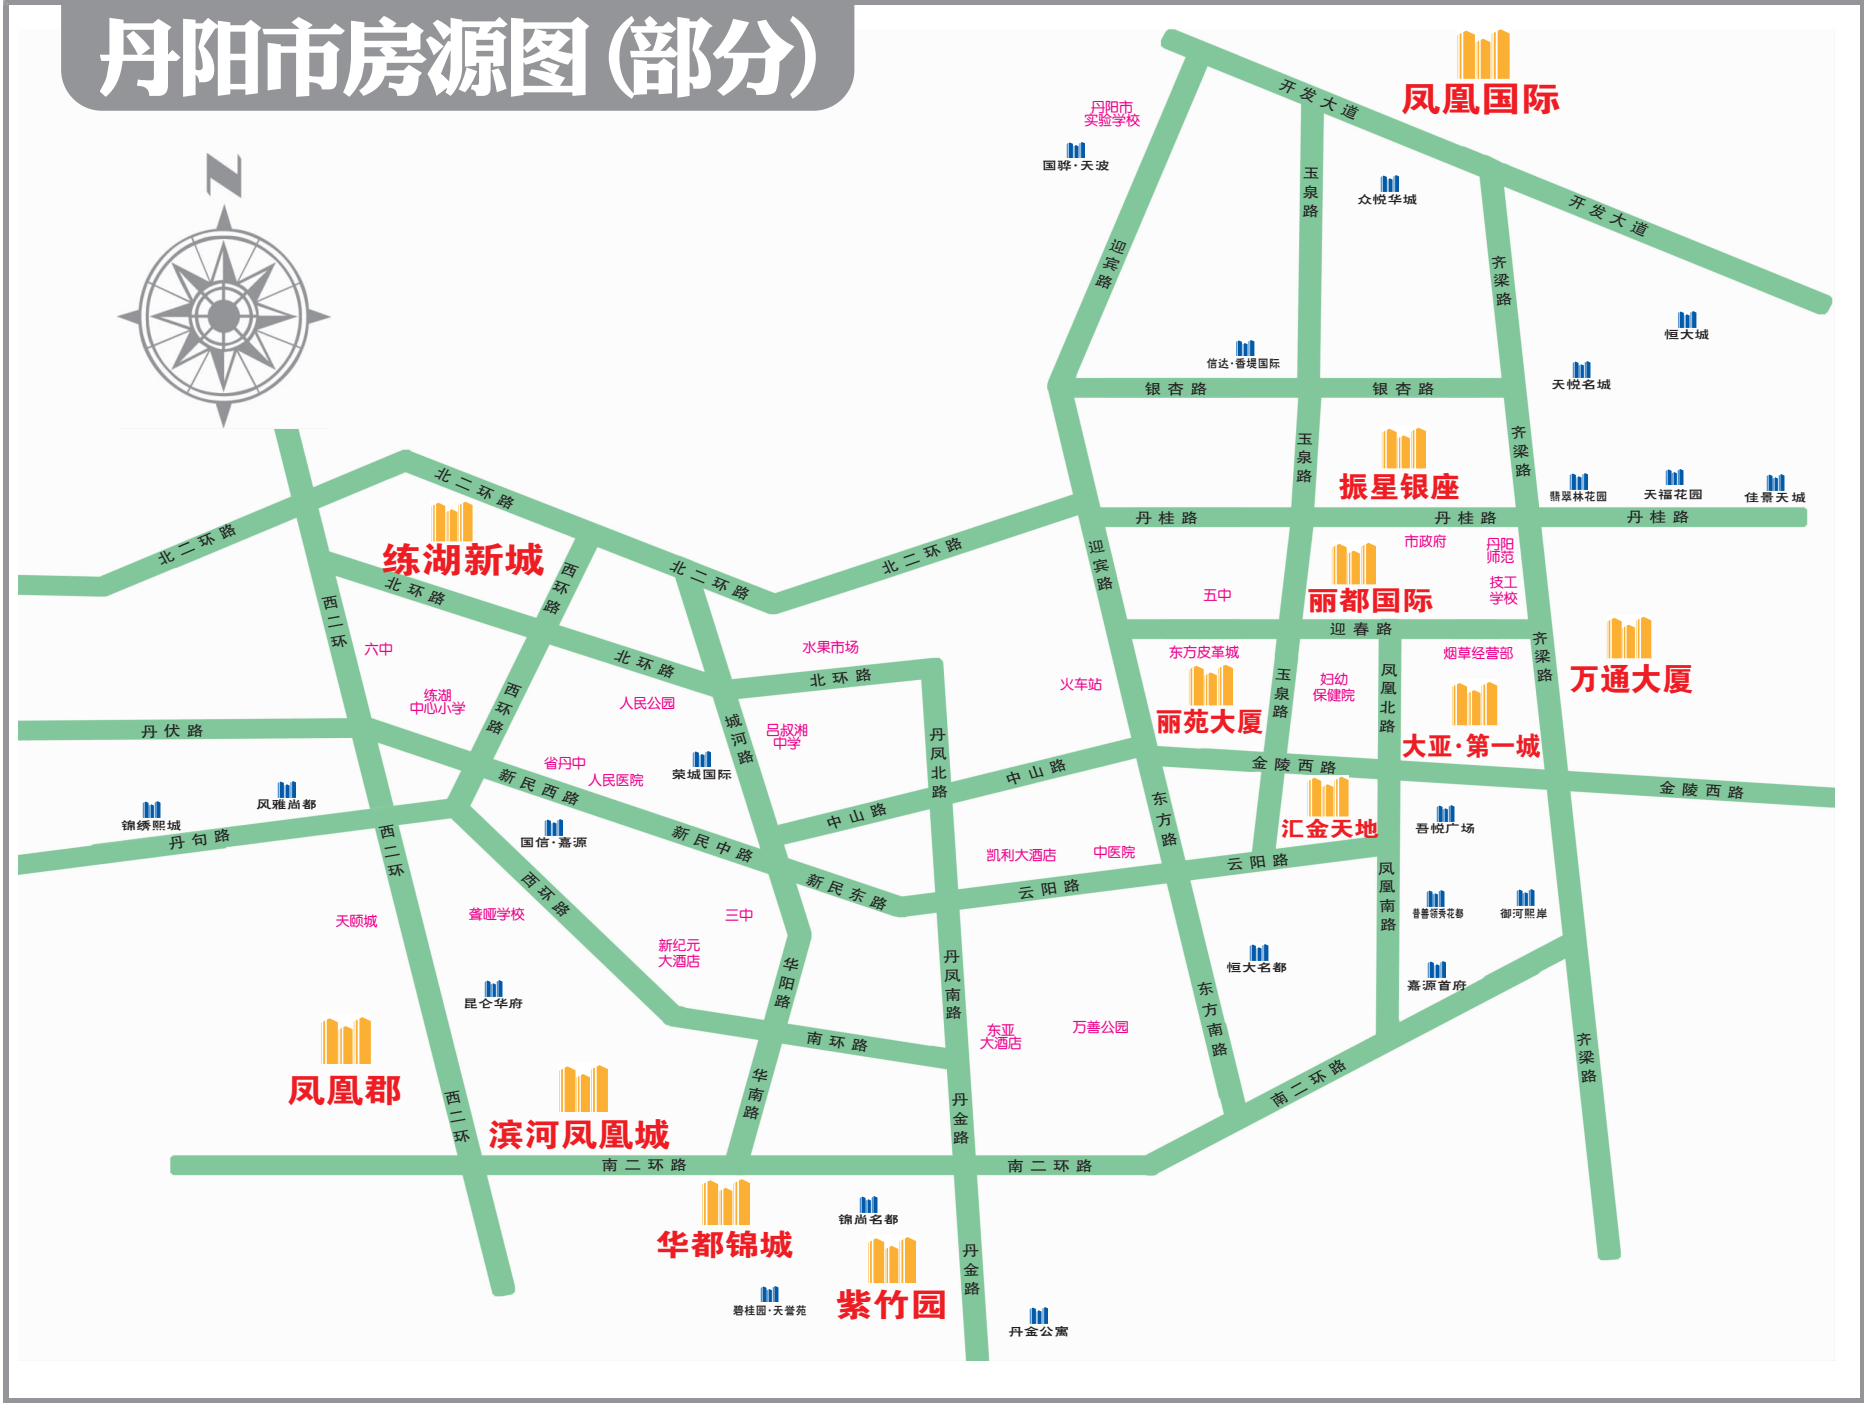 丹阳市房源图(部分)
N
凤凰国际
开发大道
丹阳市
实验学校
国骅·天波
玉泉路
众悦华城
开发大道
迎宾路
齐梁路
恒大城
信达·香堤国际
天悦名城
银杏路
银杏路
玉泉路
齐梁路
振星银座
翡翠林花园
天福花园
佳景天城
丹桂路
丹桂路
丹桂路
北二环路
北二环路
练湖新城
北二环路
北二环路
西环路
北环路
西二环
迎宾路
市政府
丹阳
师范
技工
学校
五中
丽都国际
迎春路
齐梁路
万通大厦
六中
水果市场
北环路
北环路
东方皮革城
烟草经营部
火车站
丽苑大厦
玉泉路
妇幼
保健院
凤凰北路
大亚·第一城
练湖
中心小学
西环路
人民公园
城河路
吕叔湘
中学
丹伏路
丹凤北路
省丹中
人民医院
荣城国际
新民西路
中山路
中山路
金陵西路
金陵西路
风雅尚都
锦绣熙城
丹句路
西二环
国信·嘉源
新民中路
东方路
汇金天地
吾悦广场
凯利大酒店
中医院
云阳路
云阳路
新民东路
西环路
凤凰南路
普善领秀花都
御河熙岸
天颐城
聋哑学校
三中
新纪元
大酒店
华阳路
丹凤南路
恒大名都
嘉源首府
昆仑华府
东方南路
东亚
大酒店
万善公园
南环路
凤凰郡
滨河凤凰城
西二环
华南路
丹金路
南二环路
齐梁路
南二环路
南二环路
华都锦城
锦尚名都
紫竹园
碧桂园·天誉苑
丹金路
丹金公寓